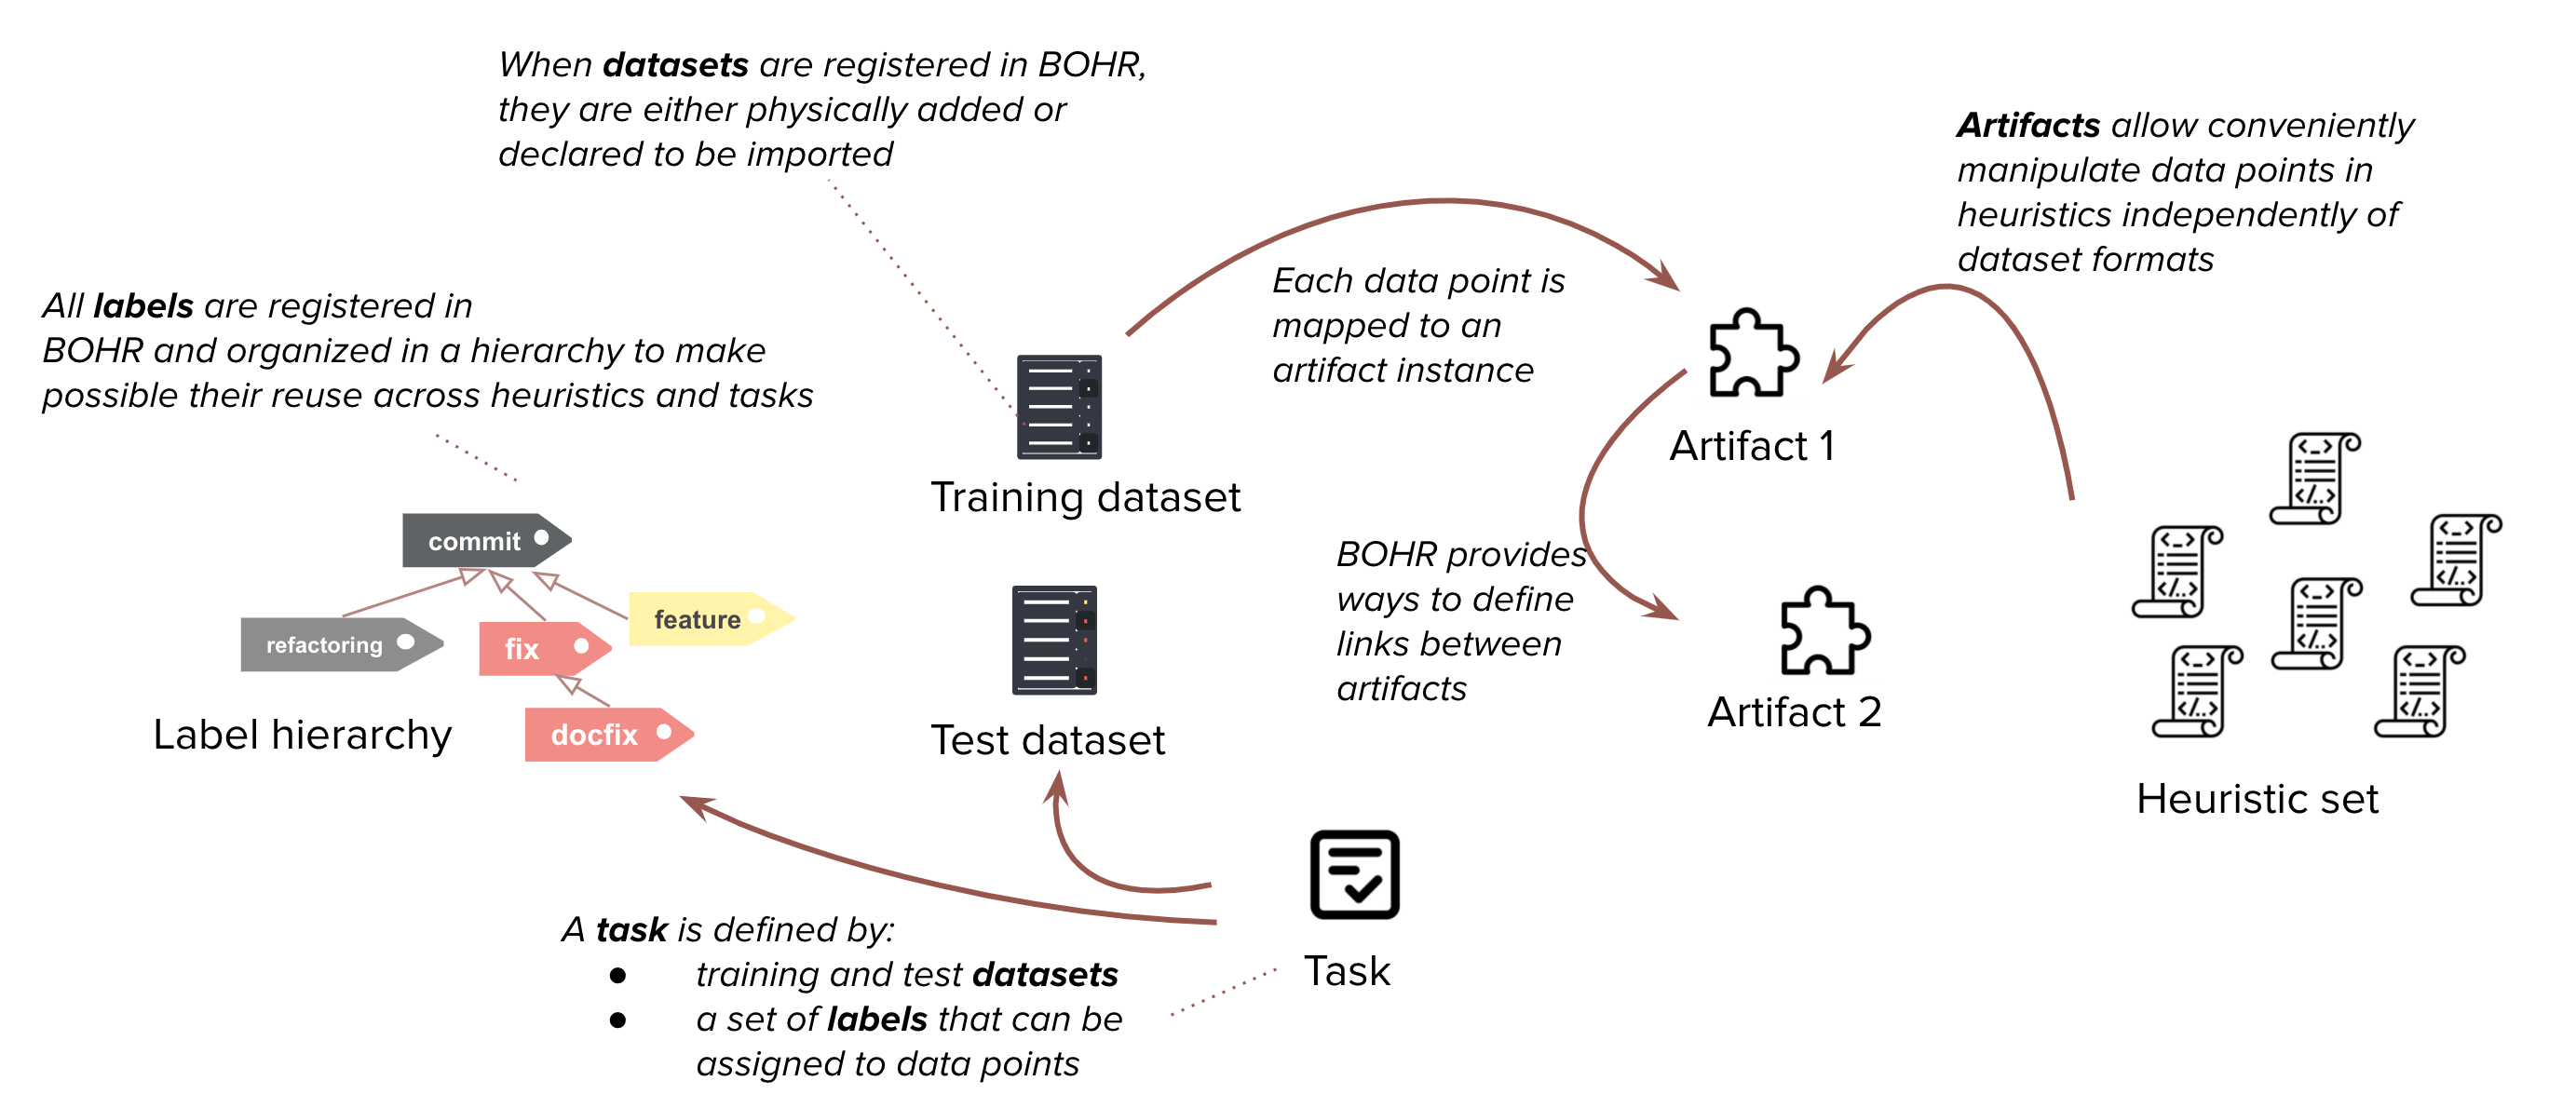 When datasets are registered in BOHR,
they are either physically added or
declared to be imported
Artifacts allow conveniently
manipulate data points in
heuristics independently of
dataset formats
All labels are registered in
BOHR and organized in a hierarchy to make
possible their reuse across heuristics and tasks
Each data point is
mapped to an
artifact instance
Artifact 1
Training dataset
commit
refactoring
fix
feature
docfix
Label hierarchy
BOHR provides
ways to define
links between
artifacts
Artifact 2
Test dataset
<_>
</..>
<_>
</..>
<_>
</..>
<_>
</..>
<_>
</..>
<_>
</..>
Heuristic set
A task is defined by:
● training and test datasets
● a set of labels that can be
assigned to data points
Task